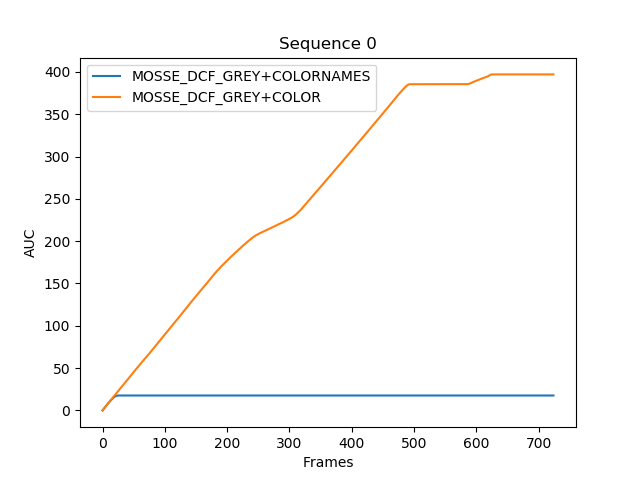 Sequence 0
MOSSE_DCF_GREY+COLORNAMES
MOSSE_DCF_GREY+COLOR
400
350
300
250
200
150
100
50
0
AUC
0 100 200 300 400 500 600 700
Frames